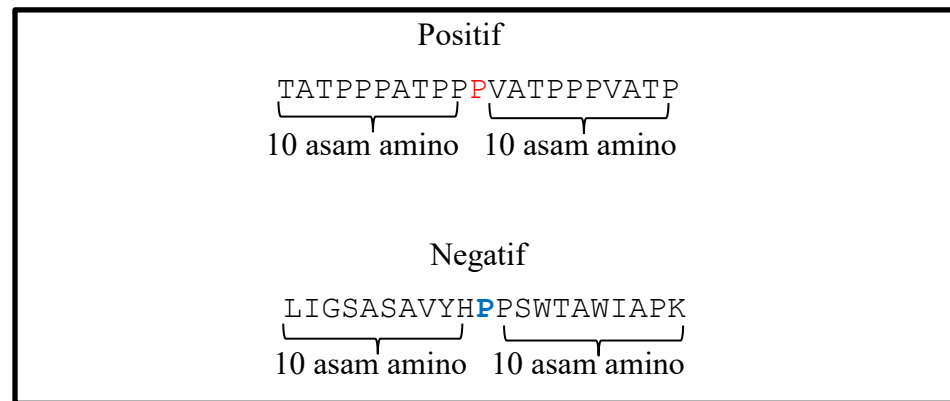 Positif
TATPPPATPPPVATPPPVATP
10 asam amino 10 asam amino
Negatif
LIGSASAVYHPPSWTAWIAPK
10 asam amino 10 asam amino